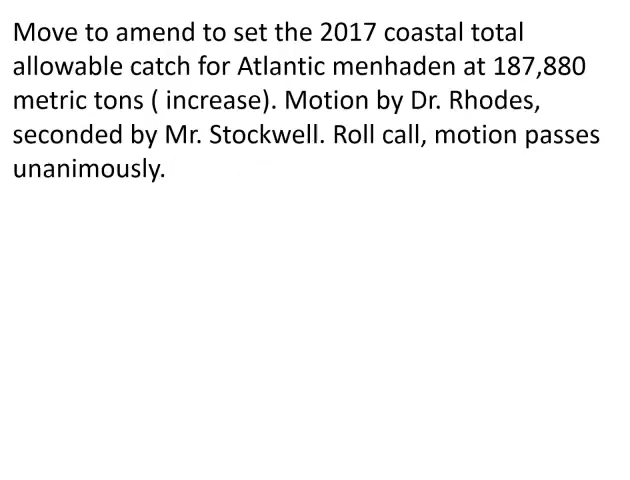 Move to amend to set the 2017 coastal total
allowable catch for Atlantic menhaden at 187,880
metric tons ( increase). Motion by Dr. Rhodes,
seconded by Mr. Stockwell. Roll call, motion passes
unanimously.